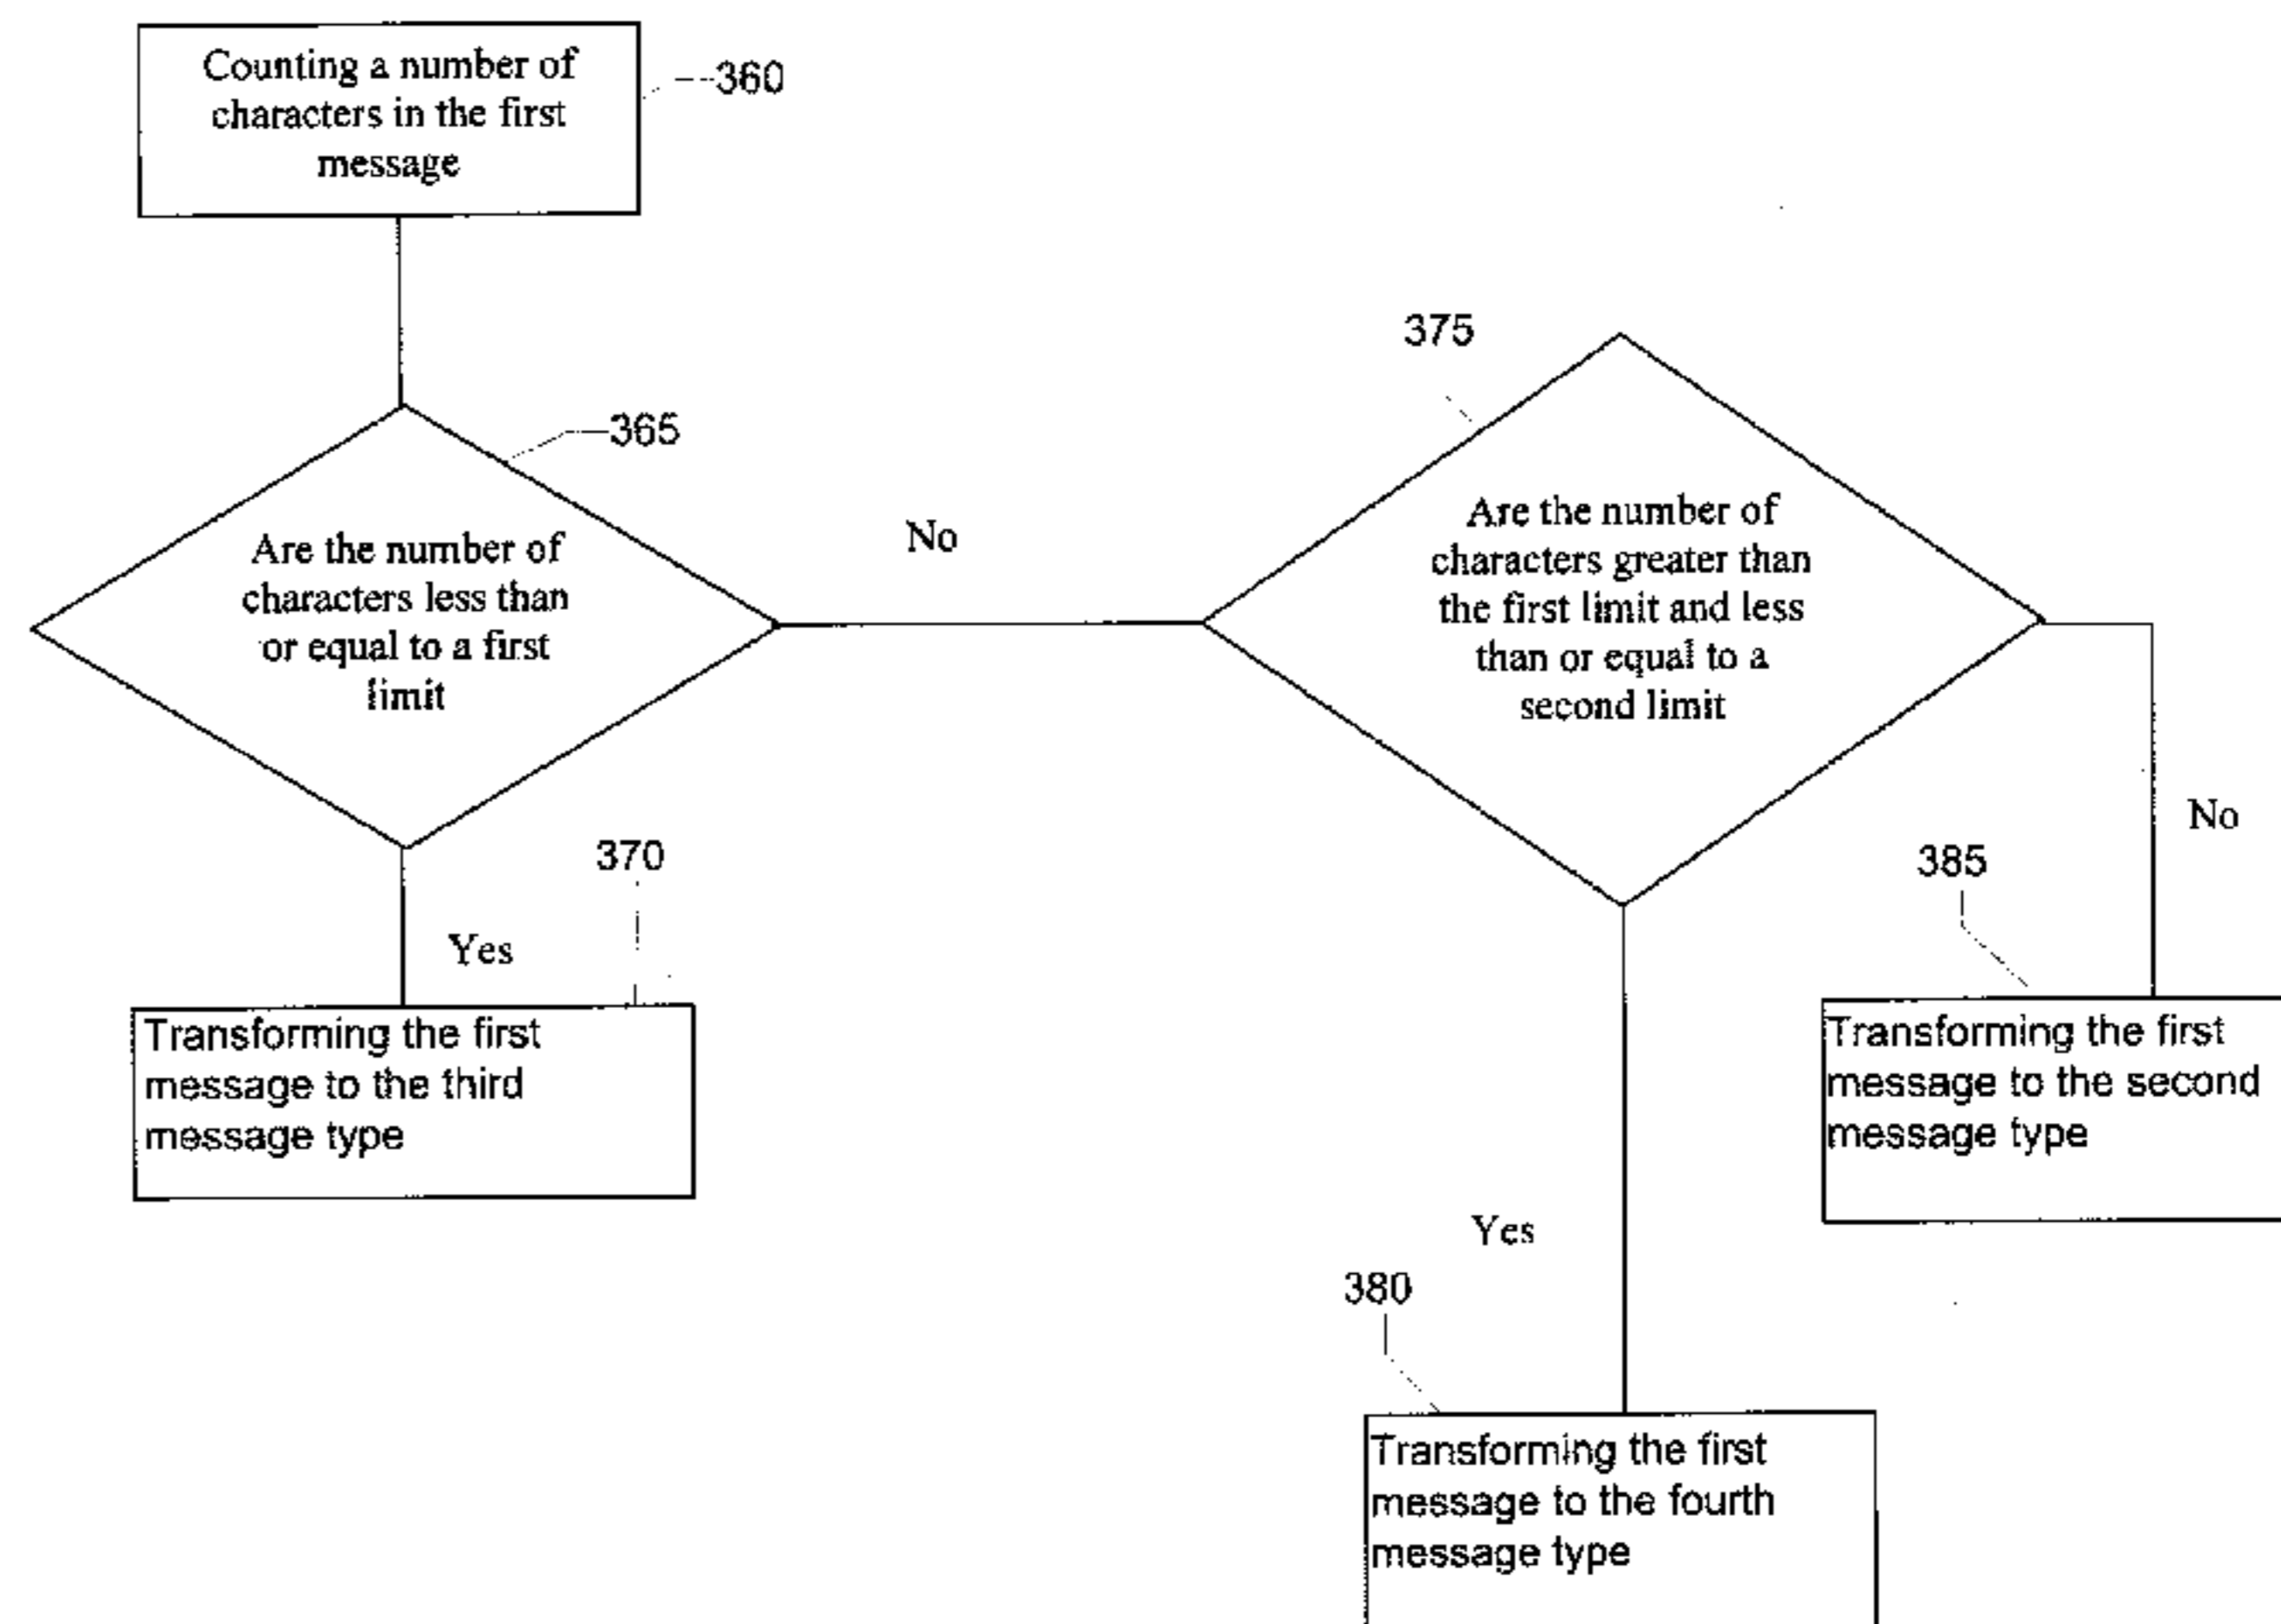 Counting a number of
characters in the first
message
360
365
Are the number of
characters less than
or equal to a first
limit
No
375
Are the number of
characters greater than
the first limit and less
than or equal to a
second limit
No
Yes
370
Transforming the first
message to the third
message type
385
Transforming the first
message to the second
message type
Yes
380
Transforming the first
message to the fourth
message type